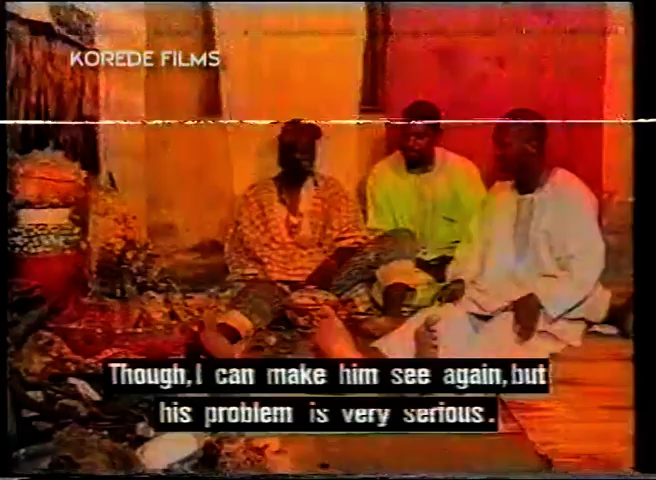 KOREDE FILMS
Though, I can make him see again, but
his problem is very serious.